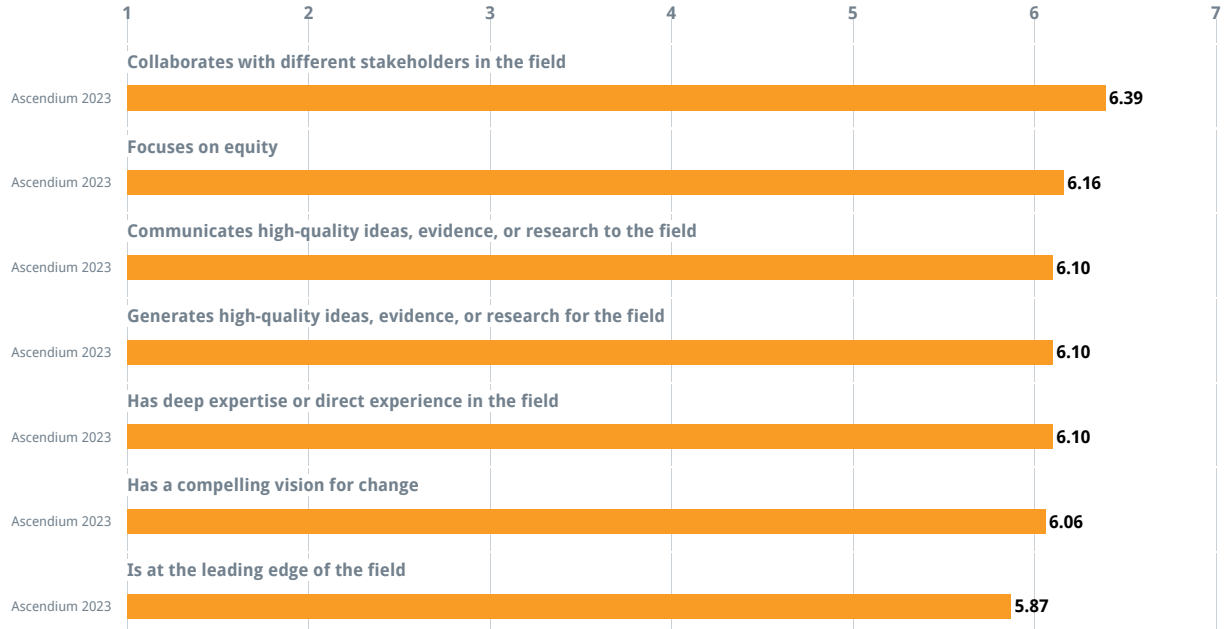 1 2 3 4 5 6 7
Collaborates with different stakeholders in the field
Ascendium 2023 6.39
Focuses on equity
Ascendium 2023 6.16
Communicates high-quality ideas, evidence, or research to the field
Ascendium 2023 6.10
Generates high-quality ideas, evidence, or research for the field
Ascendium 2023 6.10
Has deep expertise or direct experience in the field
Ascendium 2023 6.10
Has a compelling vision for change
Ascendium 2023 6.06
Is at the leading edge of the field
Ascendium 2023 5.87